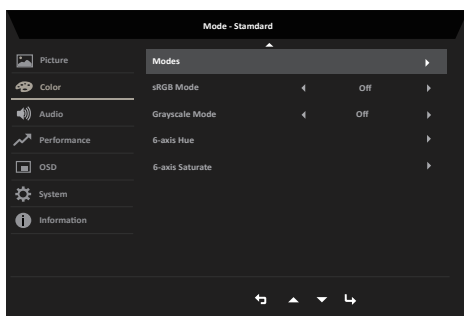 Mode - Stamdard
Picture
Modes
Color
sRGB Mode
Off
Audio
Grayscale Mode
Off
Performance
6-axis Hue
OSD
6-axis Saturate
System
Information